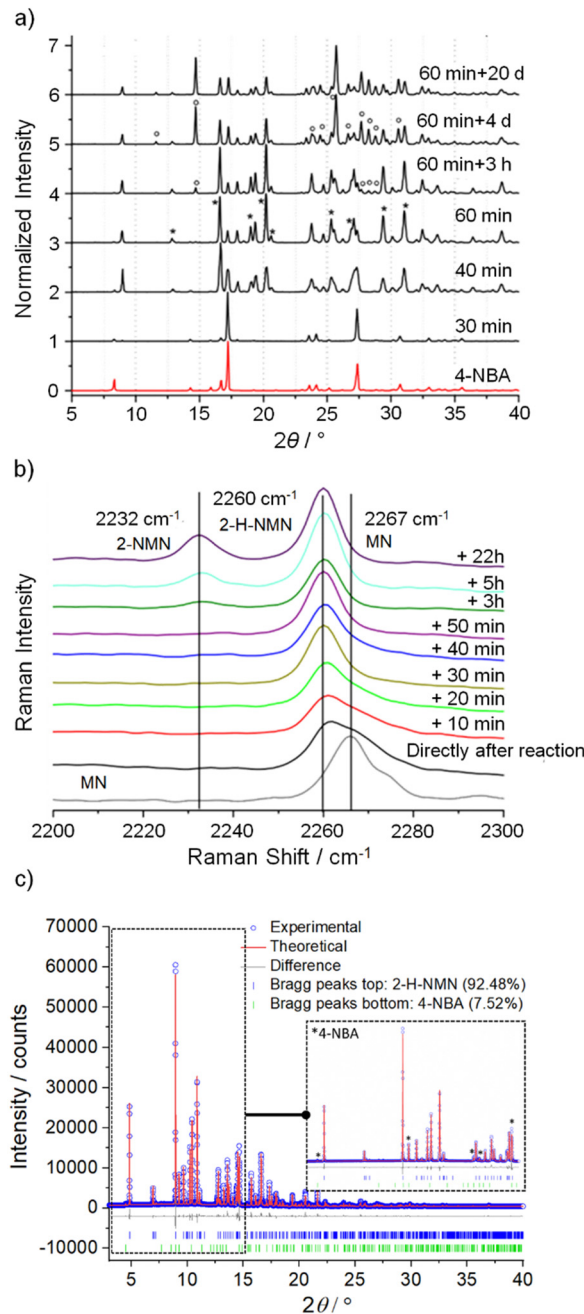 a)
Normalized Intensity
7
6
5
4
3
2
1
0
60 min+20 d
60 min+4 d
60 min+3 h
60 min
40 min
30 min
4-NBA
5 10 15 20 25 30 35 40
2θ / °
b)
Raman Intensity
2232 cm-1
2-NMN
2260 cm-1
2-H-NMN
2267 cm-1
MN
+ 22h
+ 5h
+ 3h
+ 50 min
+ 40 min
+ 30 min
+ 20 min
+ 10 min
Directly after reaction
MN
2200 2220 2240 2260 2280 2300
Raman Shift / cm-1
c)
Intensity / counts
70000
60000
50000
40000
30000
20000
10000
0
-10000
Experimental
Theoretical
Difference
Bragg peaks top: 2-H-NMN (92.48%)
Bragg peaks bottom: 4-NBA (7.52%)
*4-NBA
5 10 15 20 25 30 35 40
2θ / °